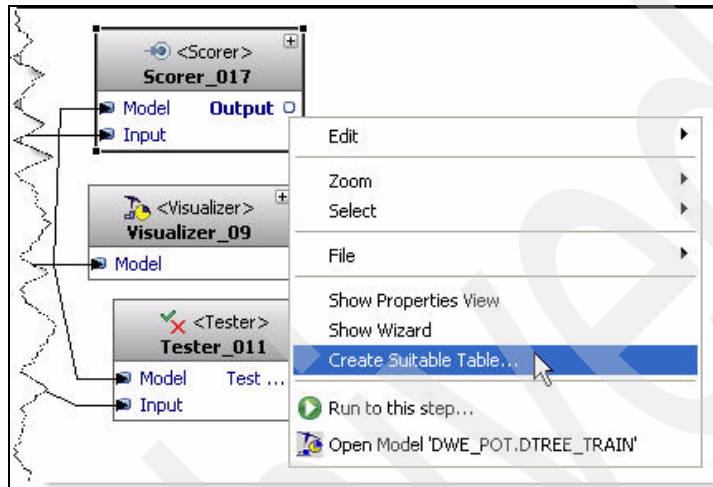 <Scorer>
Scorer_017
Model Output
Input
<Visualizer>
Visualizer_09
Model
<Tester>
Tester_011
Model Test ...
Input
Edit
Zoom
Select
File
Show Properties View
Show Wizard
Create Suitable Table...
Run to this step...
Open Model 'DWE_POT.DTREE_TRAIN'